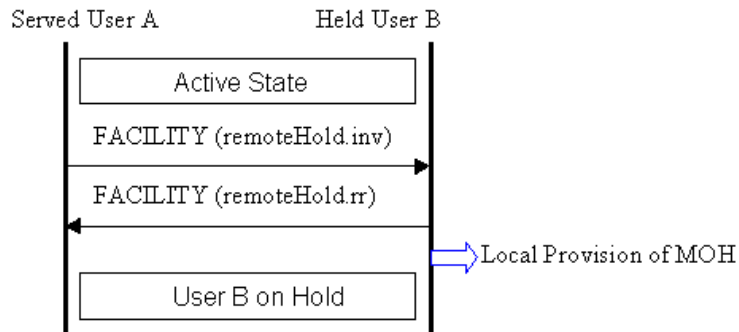 Served User A
Held User B
Active State
FACILITY (remoteHold.inv)
FACILITY (remoteHold.rr)
Local Provision of MOH
User B on Hold